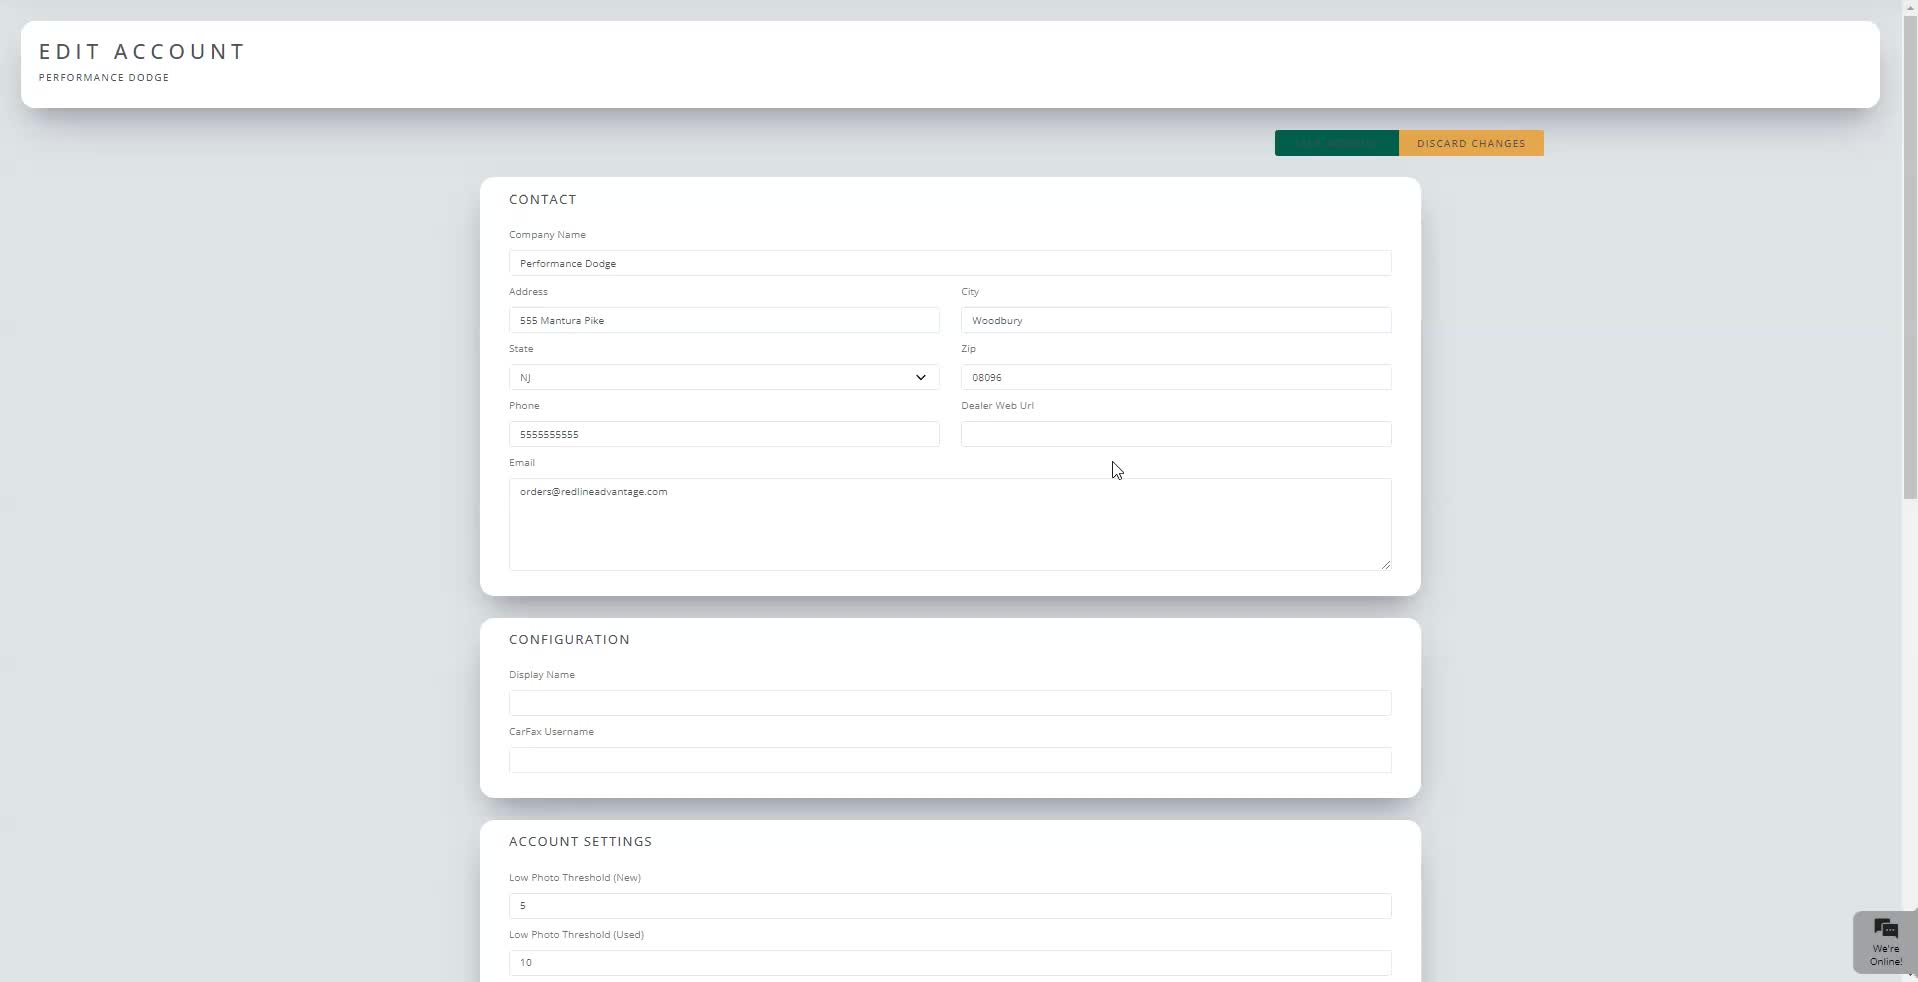 EDIT ACCOUNT
PERFORMANCE DODGE
DISCARD CHANGES
CONTACT
Company Name
Performance Dodge
Address
City
555 Mantura Pike
Woodbury
State
Zip
NJ
08096
Phone
Dealer Web Url
5555555555
Email
orders@redlineadvantage.com
CONFIGURATION
Display Name
CarFax Username
ACCOUNT SETTINGS
Low Photo Threshold (New)
5
Low Photo Threshold (Used)
10
We're
Online!